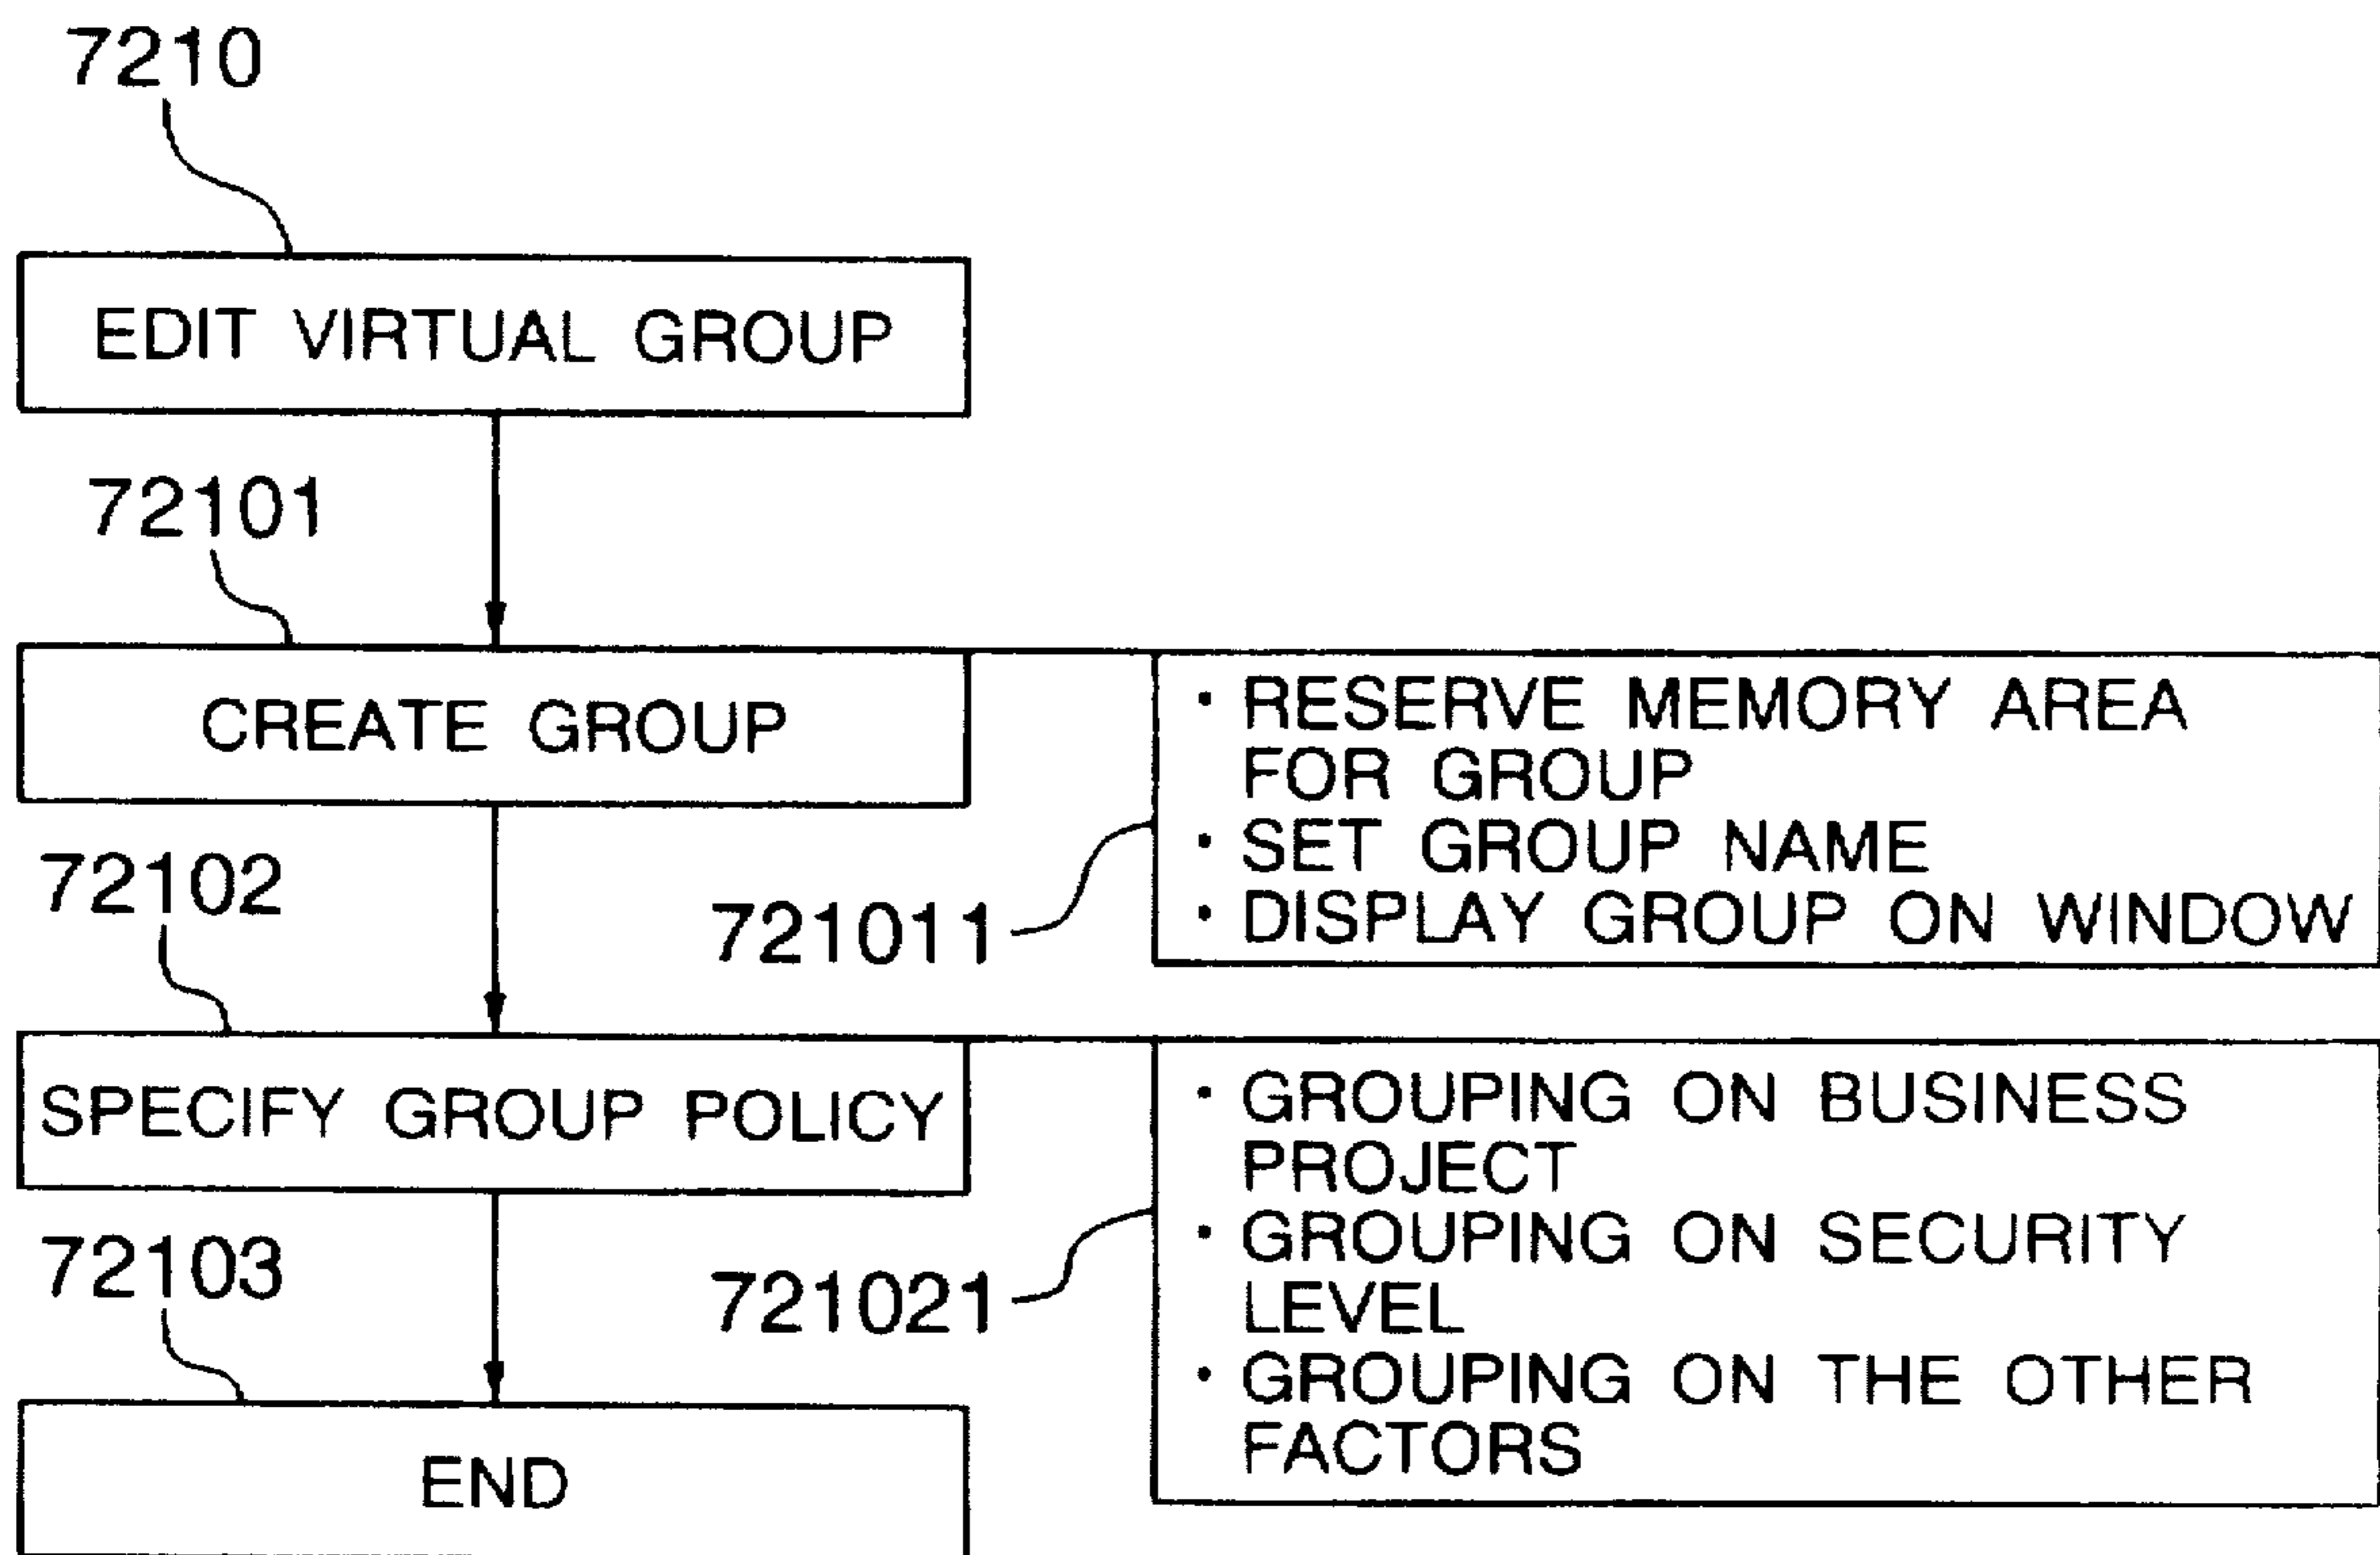 7210
EDIT VIRTUAL GROUP
72101
CREATE GROUP
· RESERVE MEMORY AREA
FOR GROUP
· SET GROUP NAME
· DISPLAY GROUP ON WINDOW
72102
721011
SPECIFY GROUP POLICY
· GROUPING ON BUSINESS
PROJECT
· GROUPING ON SECURITY
LEVEL
· GROUPING ON THE OTHER
FACTORS
72103
721021
END